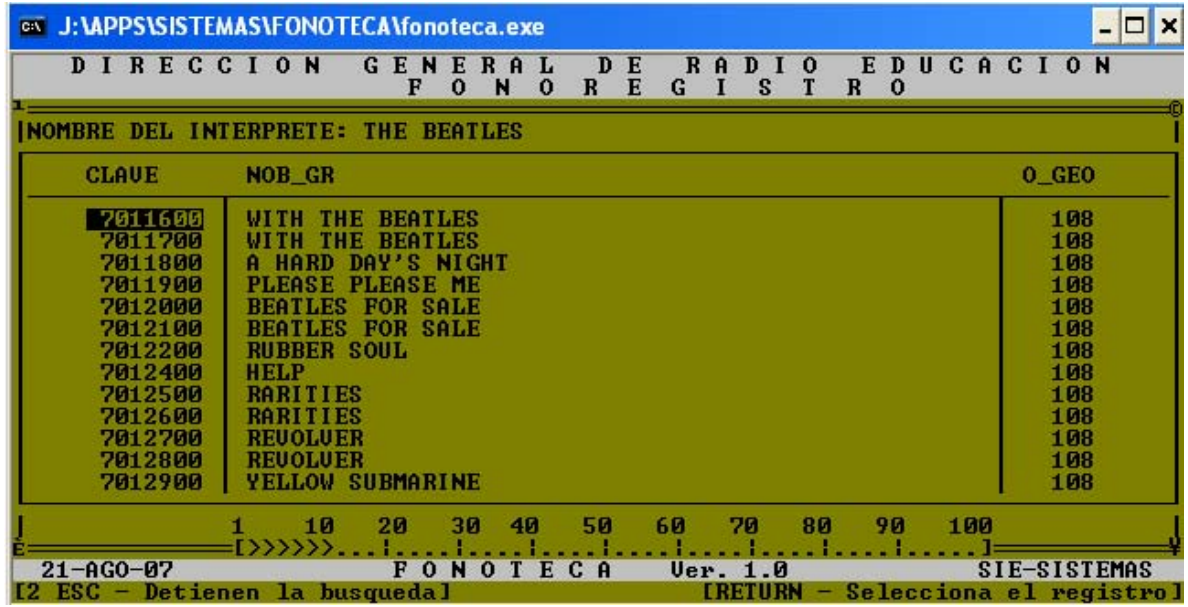 J:\APPS\SISTEMAS\FONOTECA\fonoteca.exe
D I R E C C I O N   G E N E R A L   D E   R A D I O   E D U C A C I O N
F O N O R E G I S T R O
NOMBRE DEL INTERPRETE: THE BEATLES
CLAVE NOB_GR O_GEO
7011600 WITH THE BEATLES 108
7011700 WITH THE BEATLES 108
7011800 A HARD DAY'S NIGHT 108
7011900 PLEASE PLEASE ME 108
7012000 BEATLES FOR SALE 108
7012100 BEATLES FOR SALE 108
7012200 RUBBER SOUL 108
7012400 HELP 108
7012500 RARITIES 108
7012600 RARITIES 108
7012700 REVOLVER 108
7012800 REVOLVER 108
7012900 YELLOW SUBMARINE 108
1 10 20 30 40 50 60 70 80 90 100
[>>>>>>...¦....¦....¦....¦....¦....¦....¦....¦....¦.....]
21-AGO-07 F O N O T E C A Ver. 1.0 SIE-SISTEMAS
[2 ESC - Detienen la busqueda] [RETURN - Selecciona el registro]